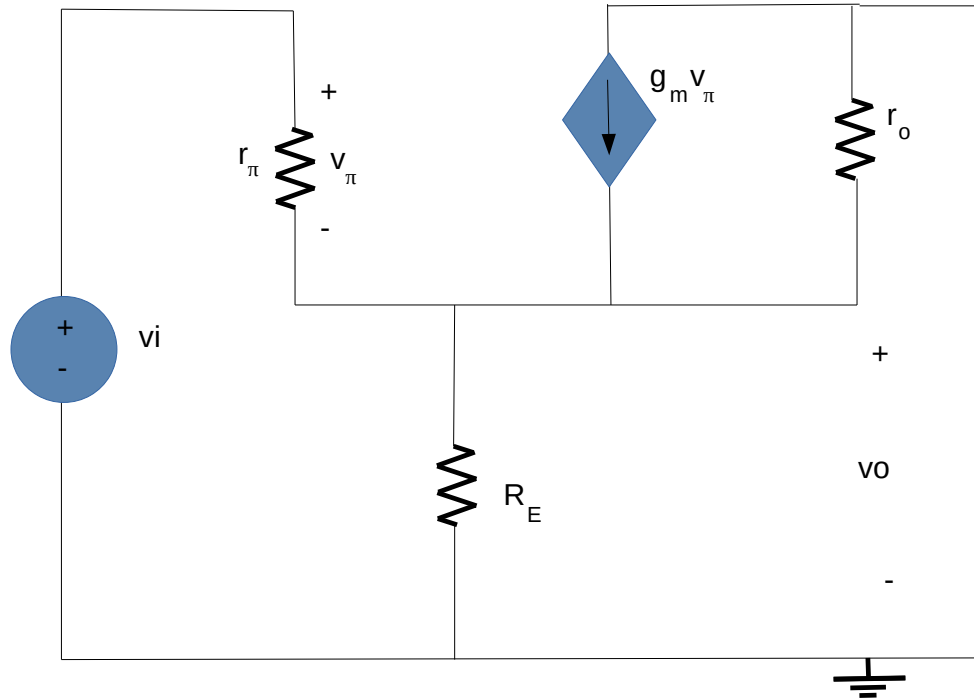 +
r_π
v_π
-
g_m v_π
r_o
+
-
vi
R_E
+
vo
-